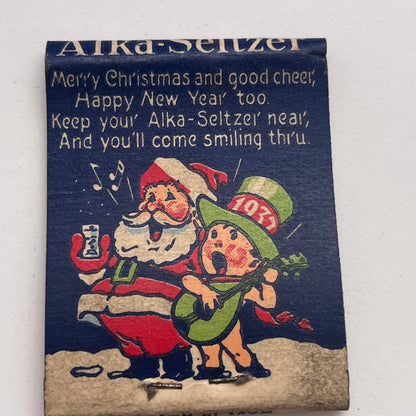 Alka-Seltzer
Merry Christmas and good cheer,
Happy New Year too.
Keep your Alka-Seltzer near,
And you'll come smiling thru.
1937